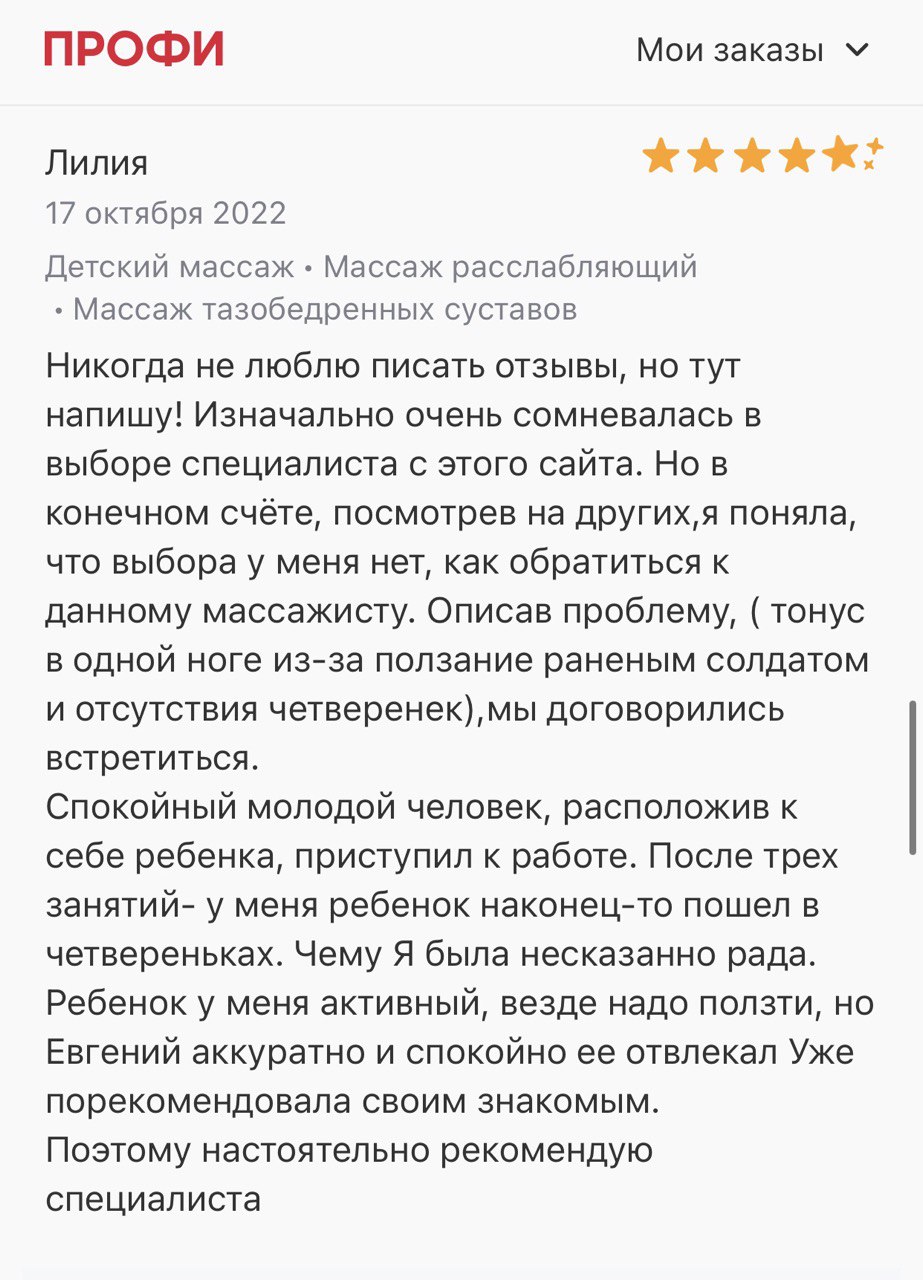 ПРОФИ
Мои заказы
Лилия
17 октября 2022
Детский массаж • Массаж расслабляющий
• Массаж тазобедренных суставов
Никогда не люблю писать отзывы, но тут
напишу! Изначально очень сомневалась в
выборе специалиста с этого сайта. Но в
конечном счёте, посмотрев на других,я поняла,
что выбора у меня нет, как обратиться к
данному массажисту. Описав проблему, ( тонус
в одной ноге из-за ползание раненым солдатом
и отсутствия четверенек),мы договорились
встретиться.
Спокойный молодой человек, расположив к
себе ребенка, приступил к работе. После трех
занятий- у меня ребенок наконец-то пошел в
четвереньках. Чему Я была несказанно рада.
Ребенок у меня активный, везде надо ползти, но
Евгений аккуратно и спокойно ее отвлекал Уже
порекомендовала своим знакомым.
Поэтому настоятельно рекомендую
специалиста